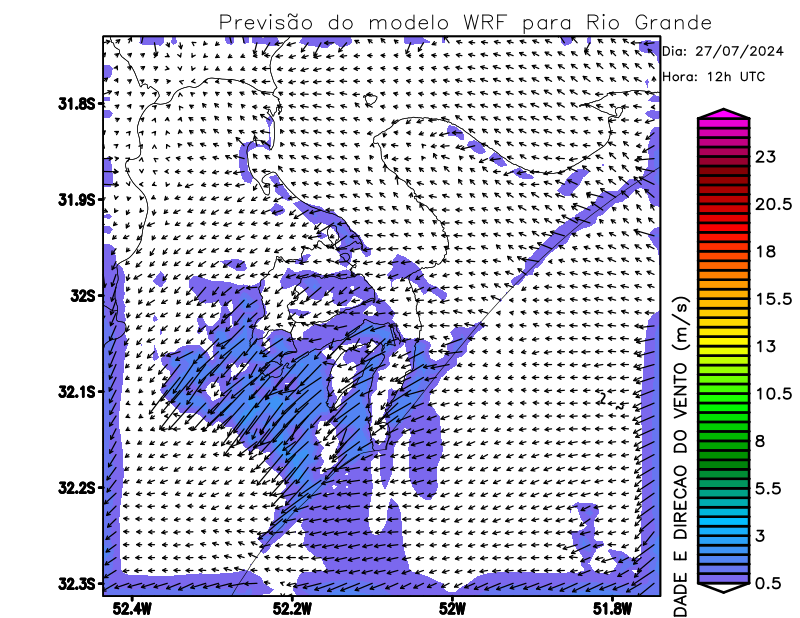 Previsão do modelo WRF para Rio Grande
Dia: 27/07/2024
Hora: 12h UTC
31.8S
31.9S
32S
32.1S
32.2S
32.3S
52.4W
52.2W
52W
51.8W
23
20.5
18
15.5
13
10.5
8
5.5
3
0.5
DADE E DIRECAO DO VENTO (m/s)